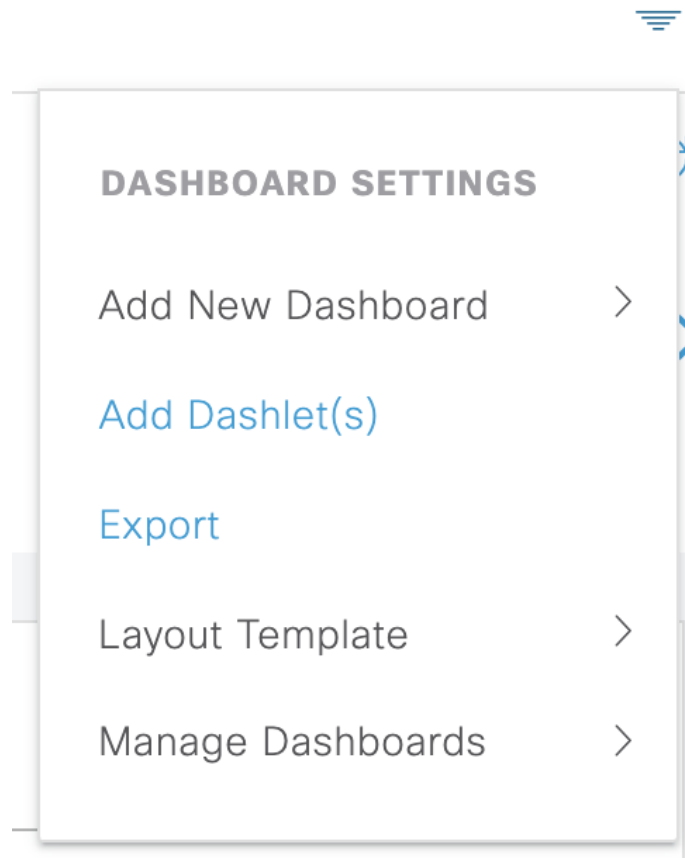 DASHBOARD SETTINGS
Add New Dashboard
Add Dashlet(s)
Export
Layout Template
Manage Dashboards